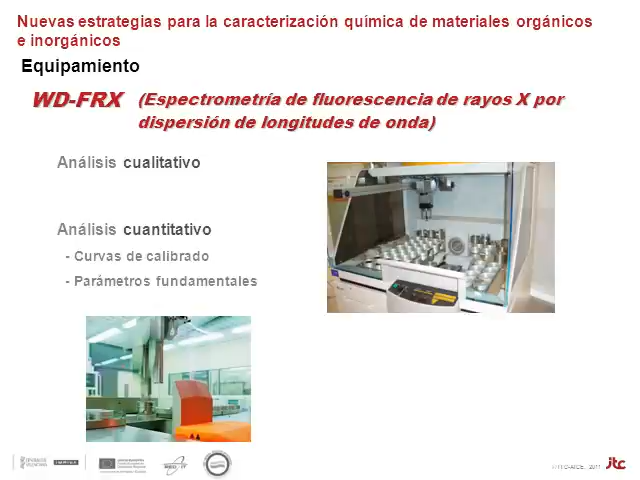 Nuevas estrategias para la caracterización química de materiales orgánicos
e inorgánicos
Equipamiento
WD-FRX (Espectrometría de fluorescencia de rayos X por
dispersión de longitudes de onda)
Análisis cualitativo
Análisis cuantitativo
- Curvas de calibrado
- Parámetros fundamentales
2011
itc